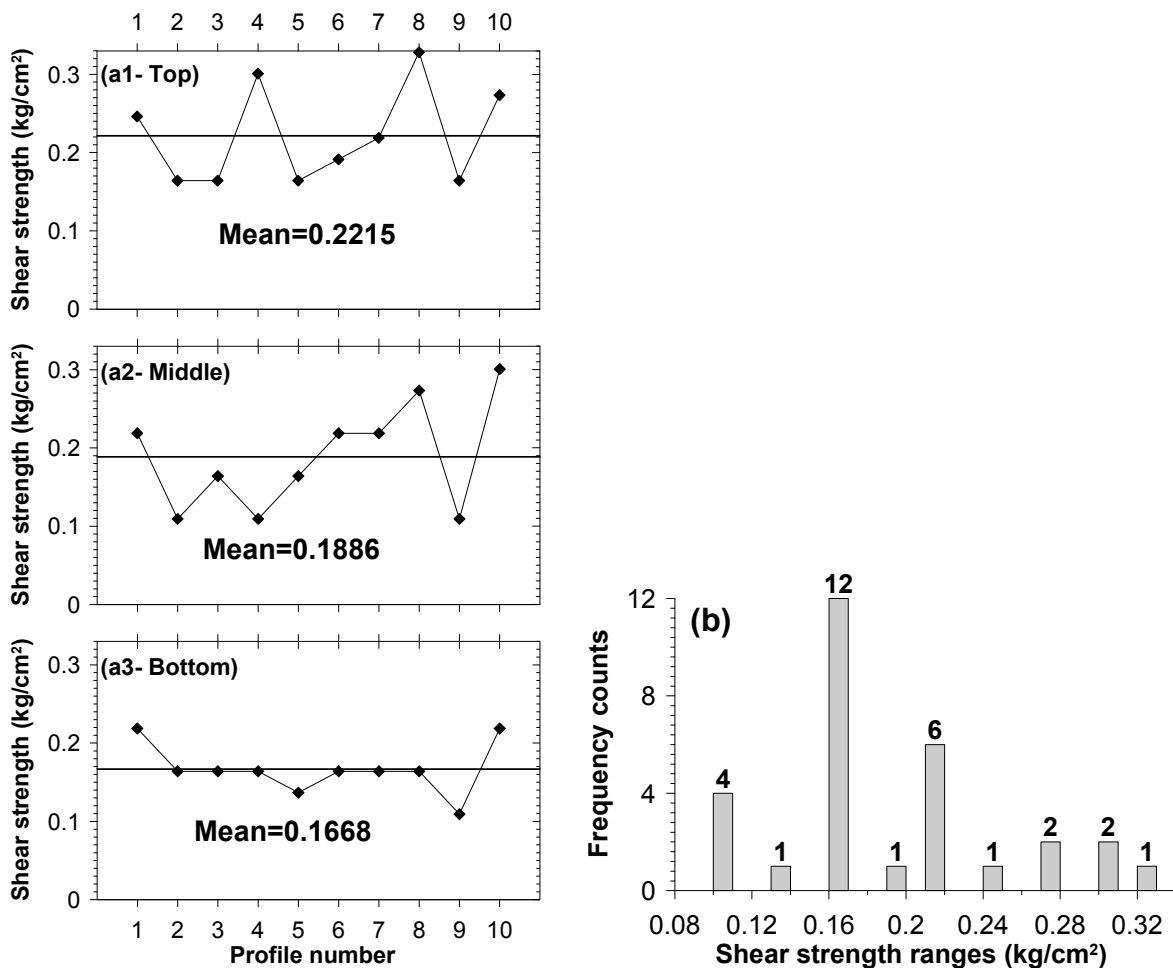 1 2 3 4 5 6 7 8 9 10
(a1- Top)
Shear strength (kg/cm²)
0.3
0.2
0.1
0
Mean=0.2215
(a2- Middle)
Shear strength (kg/cm²)
0.3
0.2
0.1
0
Mean=0.1886
(a3- Bottom)
Shear strength (kg/cm²)
0.3
0.2
0.1
0
Mean=0.1668
1 2 3 4 5 6 7 8 9 10
Profile number
(b)
Frequency counts
12
8
4
0
4 1 12 1 6 1 2 2 1
0.08 0.12 0.16 0.2 0.24 0.28 0.32
Shear strength ranges (kg/cm²)